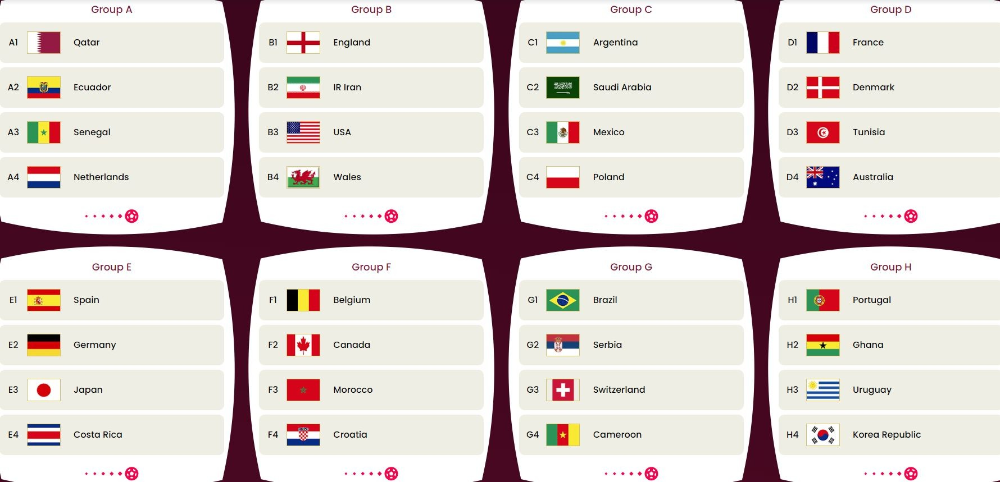 Group A
A1 Qatar
A2 Ecuador
A3 Senegal
A4 Netherlands
Group B
B1 England
B2 IR Iran
B3 USA
B4 Wales
Group C
C1 Argentina
C2 Saudi Arabia
C3 Mexico
C4 Poland
Group D
D1 France
D2 Denmark
D3 Tunisia
D4 Australia
Group E
E1 Spain
E2 Germany
E3 Japan
E4 Costa Rica
Group F
F1 Belgium
F2 Canada
F3 Morocco
F4 Croatia
Group G
G1 Brazil
G2 Serbia
G3 Switzerland
G4 Cameroon
Group H
H1 Portugal
H2 Ghana
H3 Uruguay
H4 Korea Republic